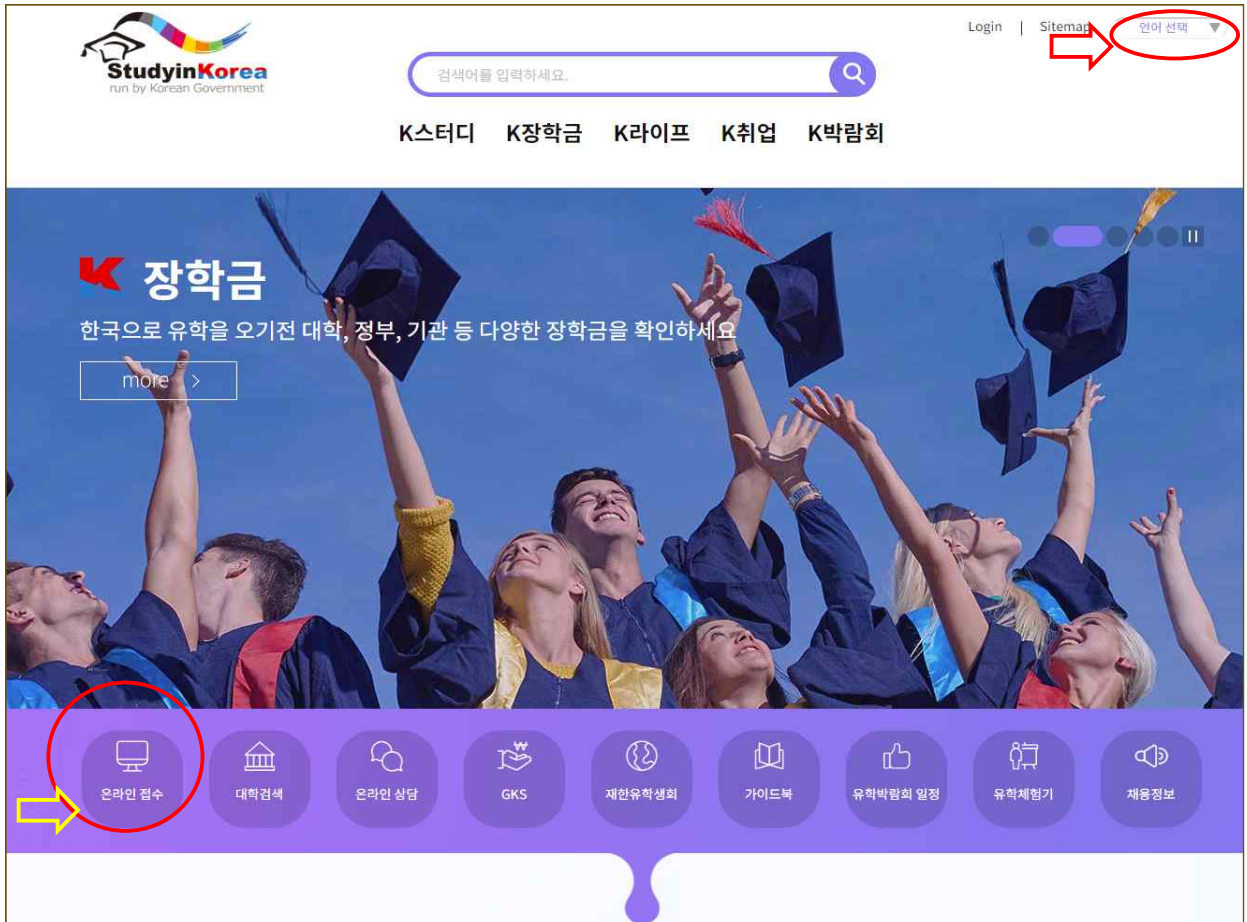 StudyinKorea
run by Korean Government
Login | Sitemap
언어 선택 ▼
검색어를 입력하세요.
K스터디 K장학금 K라이프 K취업 K박람회
K 장학금
한국으로 유학을 오기전 대학, 정부, 기관 등 다양한 장학금을 확인하세요
more >
온라인 접수
대학검색
온라인 상담
GKS
재한유학생회
가이드북
유학박람회 일정
유학체험기
채용정보